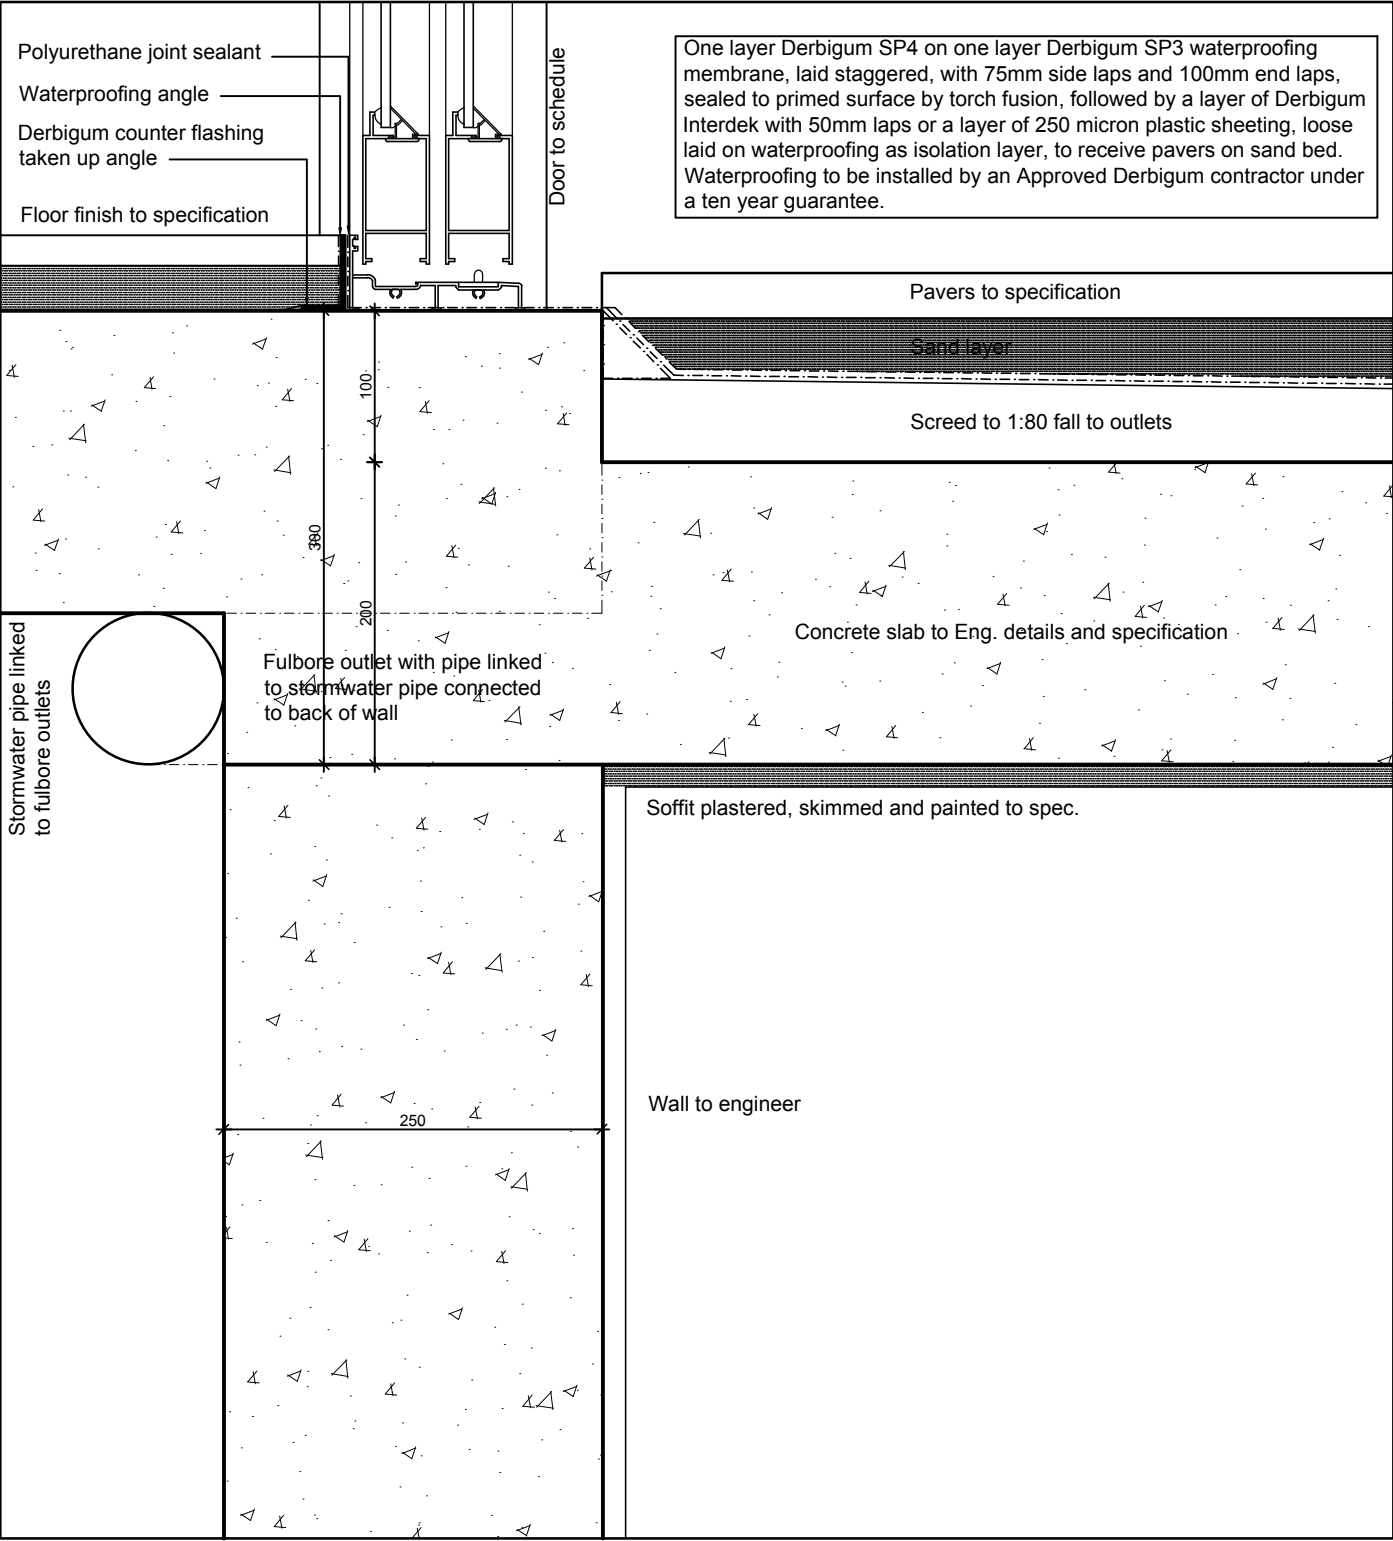 Polyurethane joint sealant
Waterproofing angle
Derbigum counter flashing
taken up angle
Floor finish to specification
Door to schedule
One layer Derbigum SP4 on one layer Derbigum SP3 waterproofing
membrane, laid staggered, with 75mm side laps and 100mm end laps,
sealed to primed surface by torch fusion, followed by a layer of Derbigum
Interdek with 50mm laps or a layer of 250 micron plastic sheeting, loose
laid on waterproofing as isolation layer, to receive pavers on sand bed.
Waterproofing to be installed by an Approved Derbigum contractor under
a ten year guarantee.
Pavers to specification
Sand layer
Screed to 1:80 fall to outlets
100
300
200
Concrete slab to Eng. details and specification
Fulbore outlet with pipe linked
to stormwater pipe connected
to back of wall
Stormwater pipe linked
to fulbore outlets
Soffit plastered, skimmed and painted to spec.
Wall to engineer
250